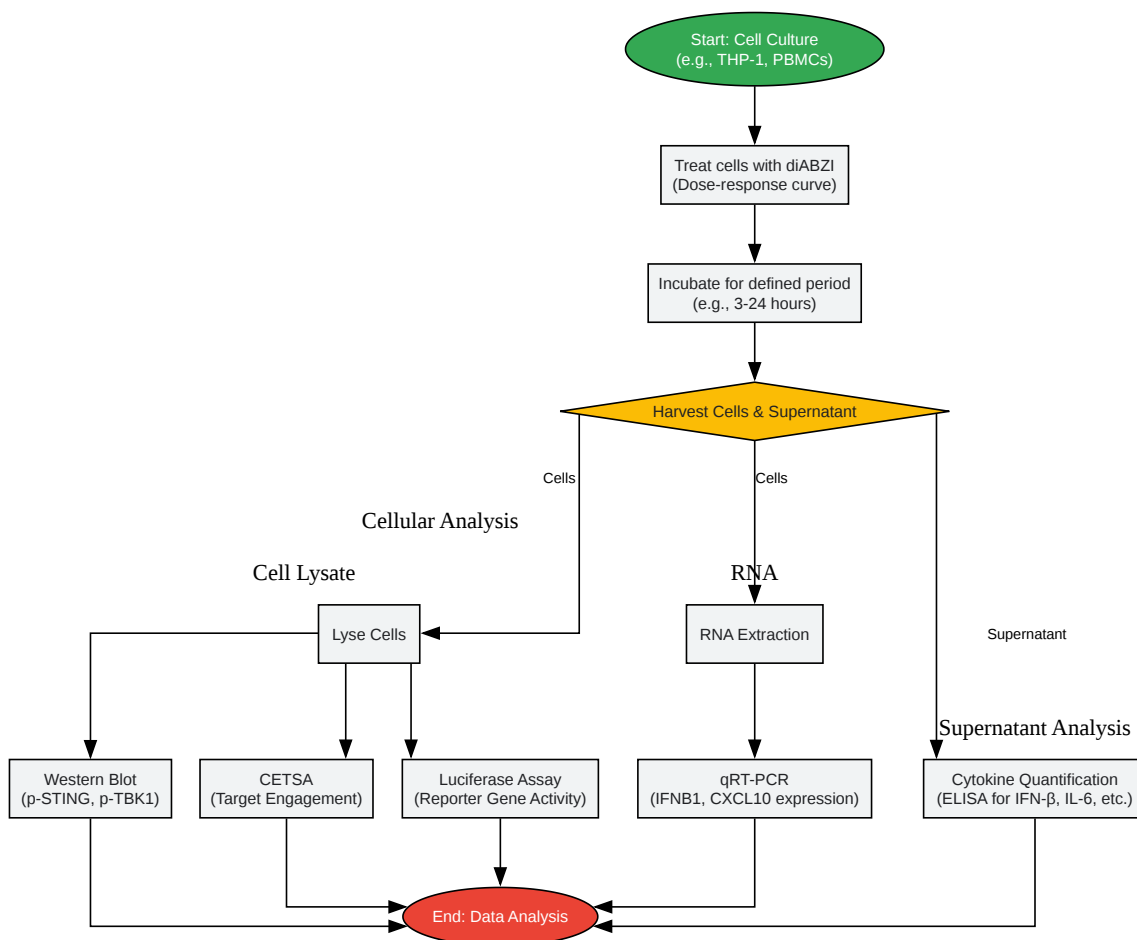 Start: Cell Culture
(e.g., THP-1, PBMCs)
Treat cells with diABZI
(Dose-response curve)
Incubate for defined period
(e.g., 3-24 hours)
Harvest Cells & Supernatant
Cells
Cells
Cellular Analysis
Cell Lysate
RNA
Lyse Cells
RNA Extraction
Supernatant
Supernatant Analysis
Western Blot
(p-STING, p-TBK1)
CETSA
(Target Engagement)
Luciferase Assay
(Reporter Gene Activity)
qRT-PCR
(IFNB1, CXCL10 expression)
Cytokine Quantification
(ELISA for IFN-β, IL-6, etc.)
End: Data Analysis